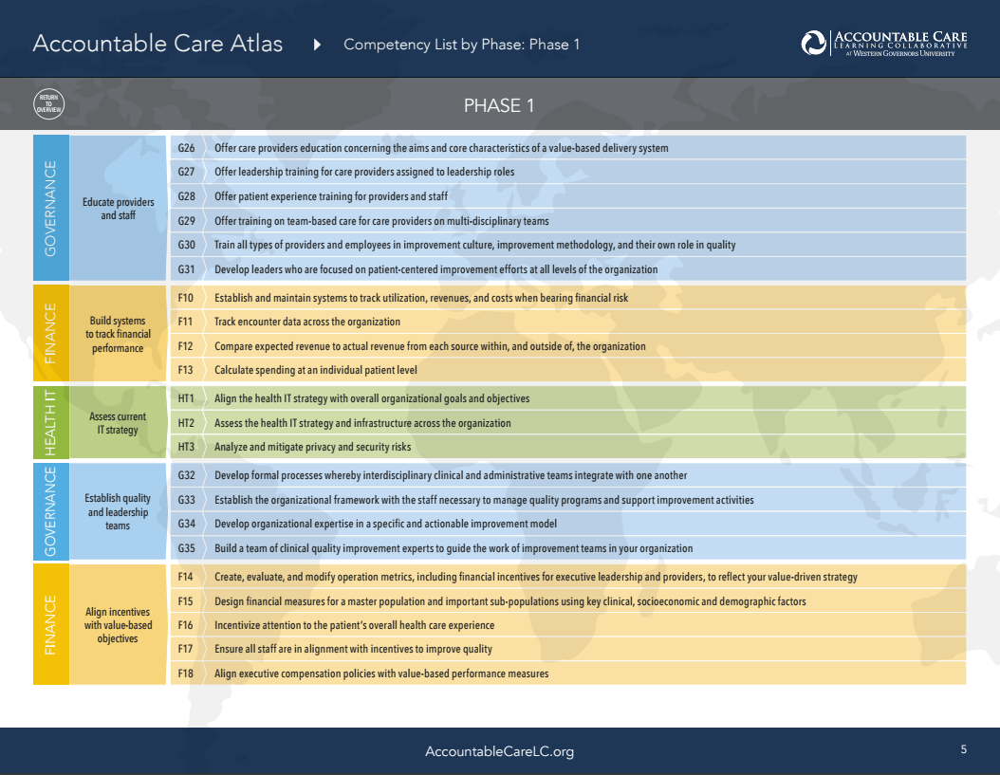 Accountable Care Atlas
Competency List by Phase: Phase 1
ACCOUNTABLE CARE
LEARNING COLLABORATIVE
AT WESTERN GOVERNORS UNIVERSITY
RETURN
TO
OVERVIEW
PHASE 1
GOVERNANCE
Educate providers
and staff
G26 Offer care providers education concerning the aims and core characteristics of a value-based delivery system
G27 Offer leadership training for care providers assigned to leadership roles
G28 Offer patient experience training for providers and staff
G29 Offer training on team-based care for care providers on multi-disciplinary teams
G30 Train all types of providers and employees in improvement culture, improvement methodology, and their own role in quality
G31 Develop leaders who are focused on patient-centered improvement efforts at all levels of the organization
FINANCE
Build systems
to track financial
performance
F10 Establish and maintain systems to track utilization, revenues, and costs when bearing financial risk
F11 Track encounter data across the organization
F12 Compare expected revenue to actual revenue from each source within, and outside of, the organization
F13 Calculate spending at an individual patient level
HEALTH IT
Assess current
IT strategy
HT1 Align the health IT strategy with overall organizational goals and objectives
HT2 Assess the health IT strategy and infrastructure across the organization
HT3 Analyze and mitigate privacy and security risks
GOVERNANCE
Establish quality
and leadership
teams
G32 Develop formal processes whereby interdisciplinary clinical and administrative teams integrate with one another
G33 Establish the organizational framework with the staff necessary to manage quality programs and support improvement activities
G34 Develop organizational expertise in a specific and actionable improvement model
G35 Build a team of clinical quality improvement experts to guide the work of improvement teams in your organization
FINANCE
Align incentives
with value-based
objectives
F14 Create, evaluate, and modify operation metrics, including financial incentives for executive leadership and providers, to reflect your value-driven strategy
F15 Design financial measures for a master population and important sub-populations using key clinical, socioeconomic and demographic factors
F16 Incentivize attention to the patient's overall health care experience
F17 Ensure all staff are in alignment with incentives to improve quality
F18 Align executive compensation policies with value-based performance measures
AccountableCareLC.org
5